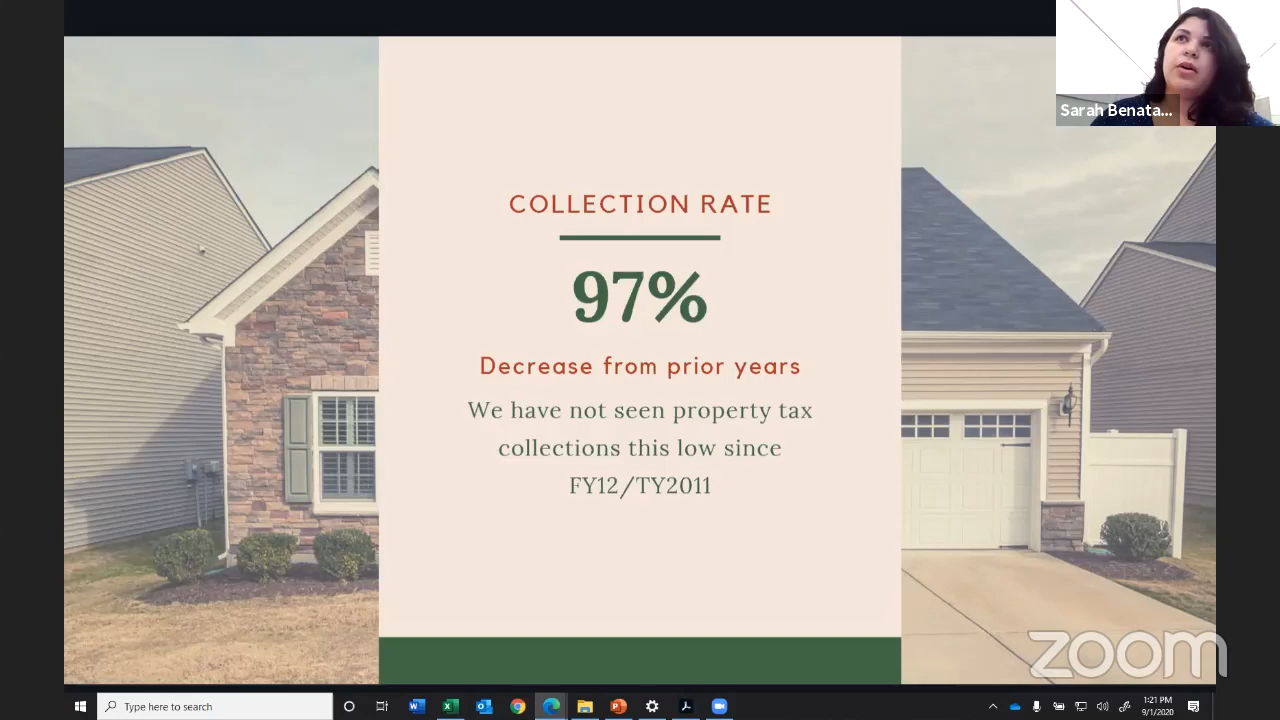 Sarah Benata...
COLLECTION RATE
97%
Decrease from prior years
We have not seen property tax
collections this low since
FY12/TY2011
zoom
Type here to search
1:21 PM
9/1/2020